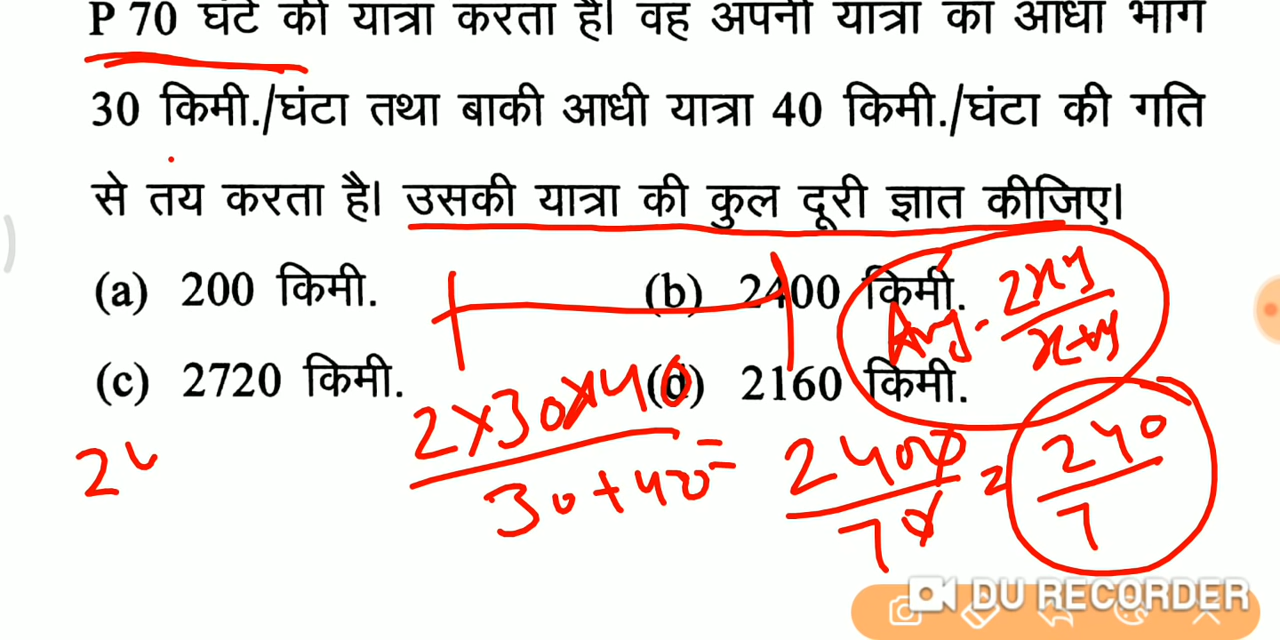 P 70 घंटे की यात्रा करता है। वह अपनी यात्रा का आधा भाग
30 किमी./घंटा तथा बाकी आधी यात्रा 40 किमी./घंटा की गति
से तय करता है। उसकी यात्रा की कुल दूरी ज्ञात कीजिए।
(a) 200 किमी. (b) 2400 किमी.
(c) 2720 किमी. (d) 2160 किमी.
Avg. 2xy/x+y
2×30×40/30+40 = 2400/70 = 240/7
24
DU RECORDER